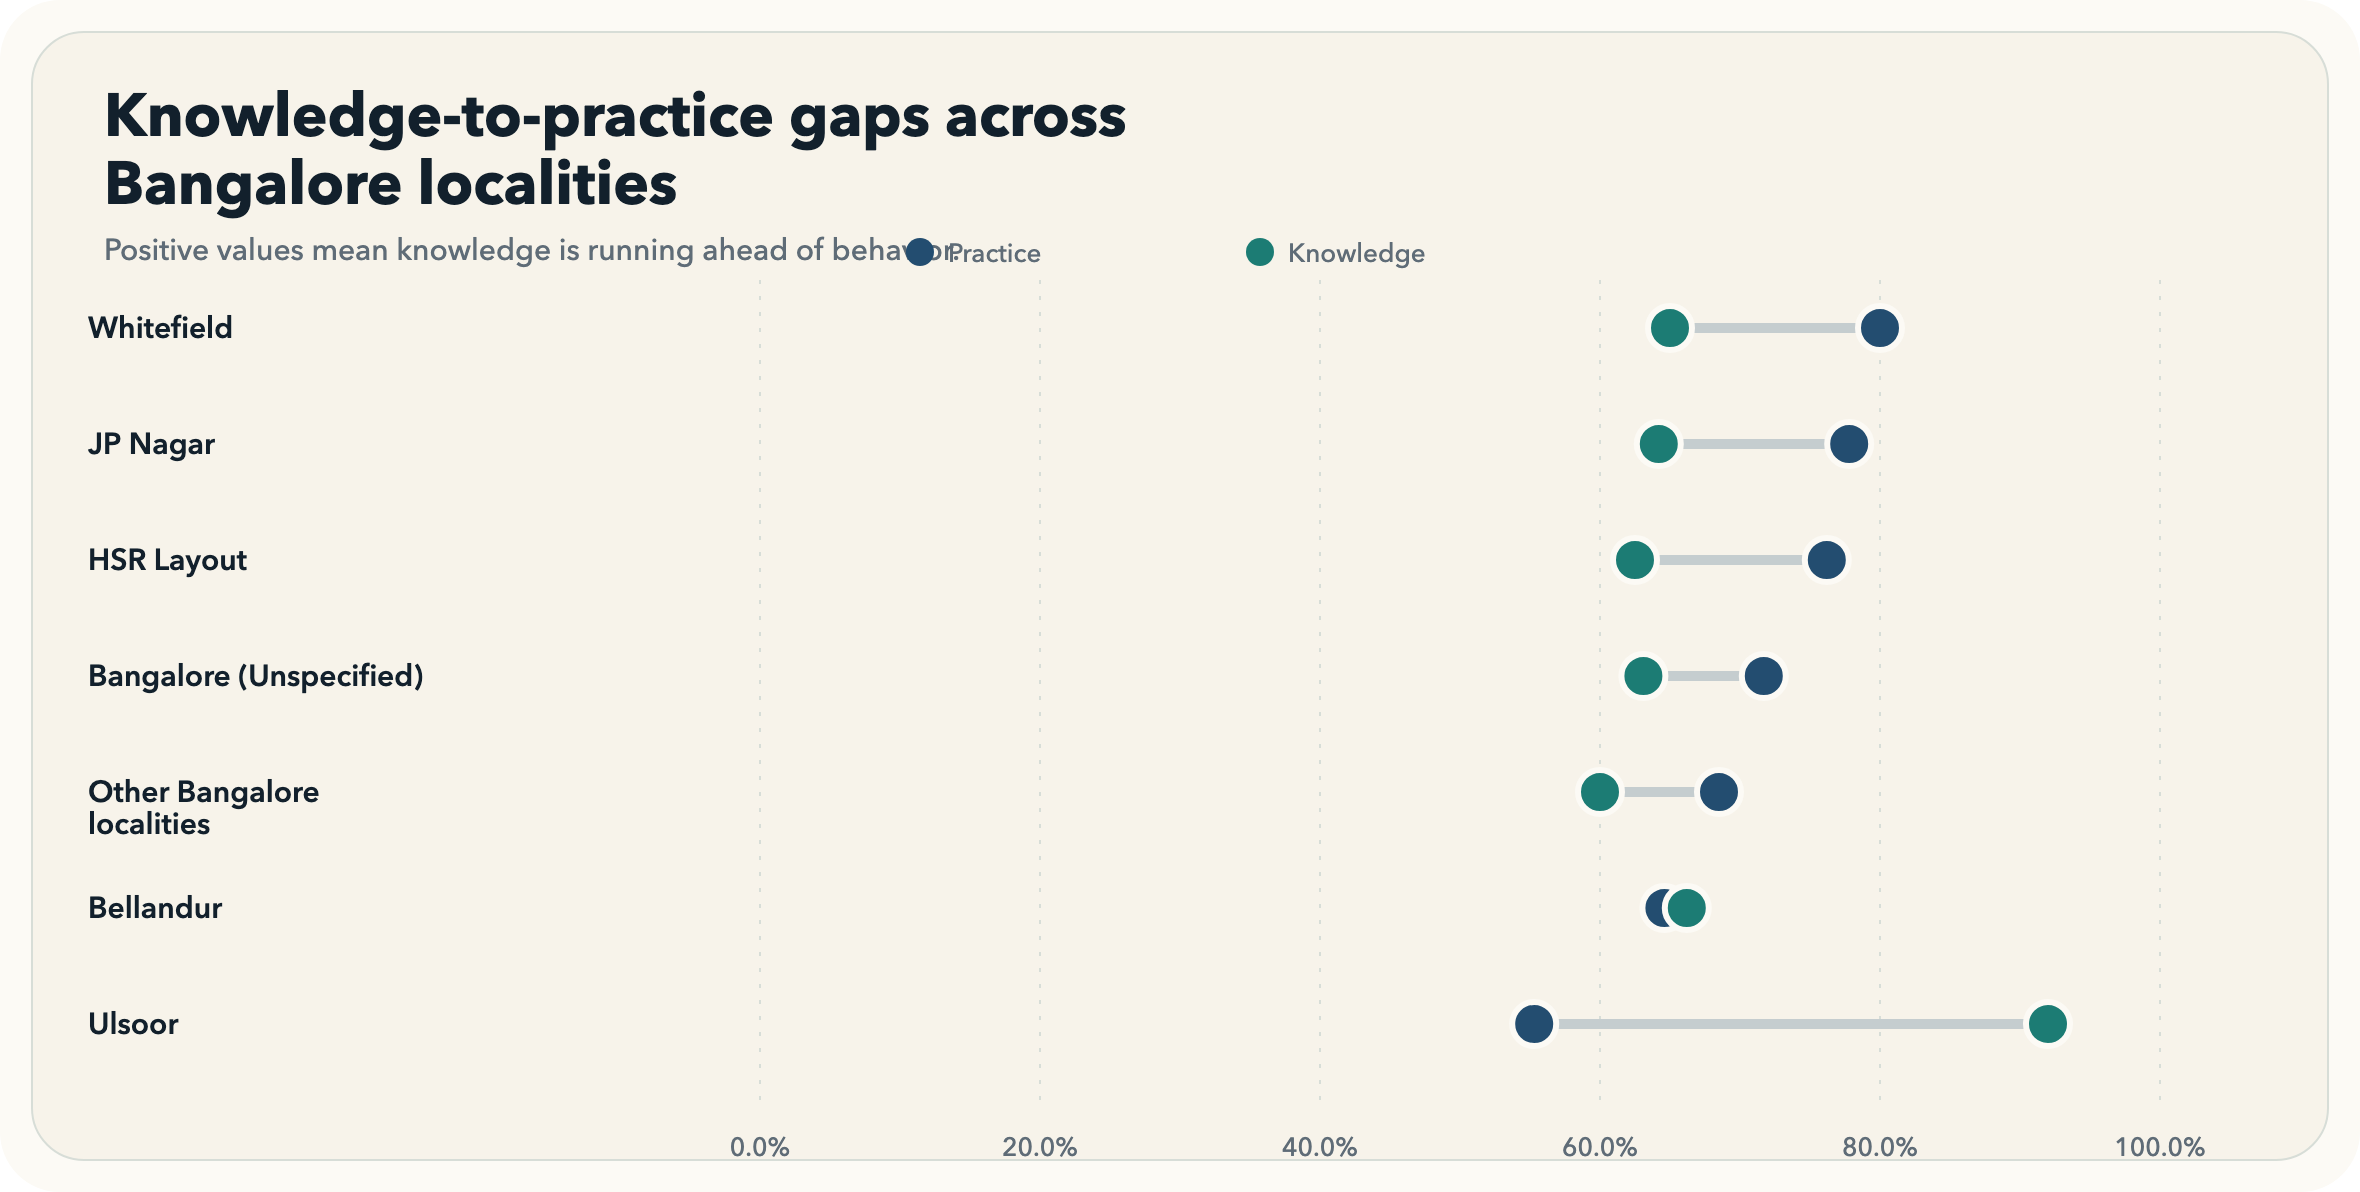 Knowledge-to-practice gaps across
Bangalore localities
Positive values mean knowledge is running ahead of
Practice
Knowledge
Whitefield
JP Nagar
HSR Layout
Bangalore (Unspecified)
Other Bangalore
localities
Bellandur
Ulsoor
0.0%
20.0%
40.0%
60.0%
80.0%
100.0%